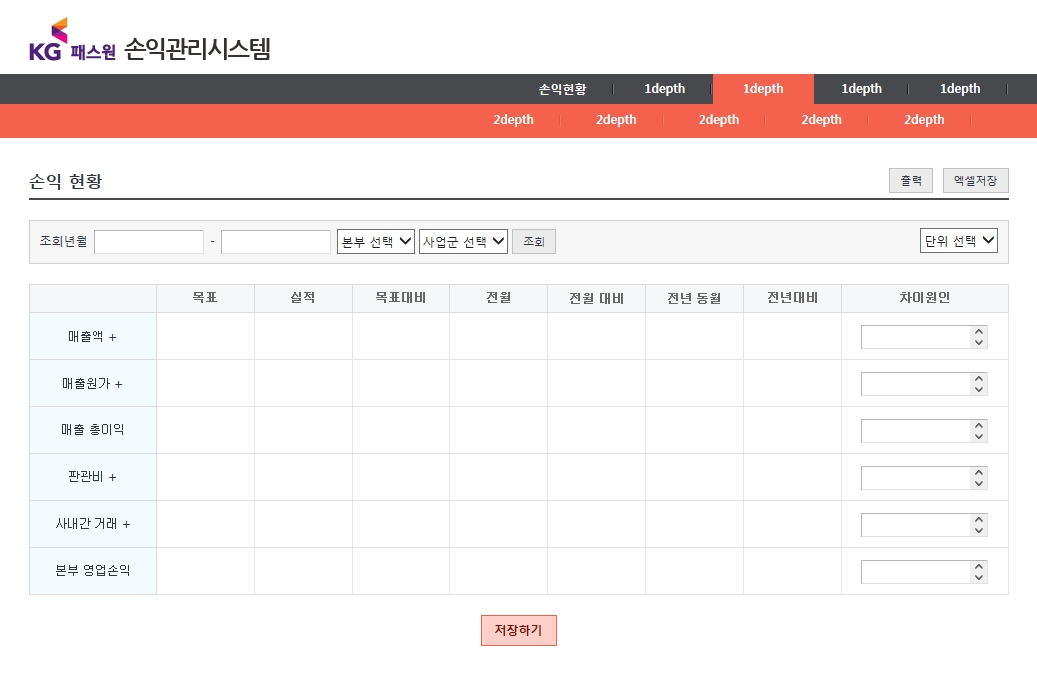 KG 패스원 손익관리시스템
손익현황 1depth 1depth 1depth 1depth
2depth 2depth 2depth 2depth 2depth
손익 현황 출력 엑셀저장
조회년월 - 본부 선택 사업군 선택 조회 단위 선택
목표 실적 목표대비 전월 전월 대비 전년 동월 전년대비 차이원인
매출액 +
매출원가 +
매출 총이익
판관비 +
사내간 거래 +
본부 영업손익
저장하기